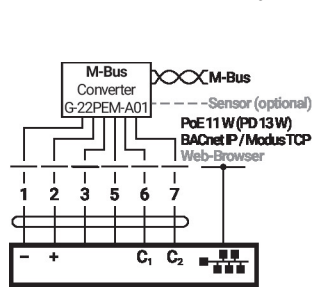 M-Bus
Converter
G-22PEM-A01
M-Bus
Sensor (optional)
PoE 11 W (PD 13 W)
BACnet IP / Modus TCP
Web-Browser
1 2 3 5 6 7
– + C₁ C₂